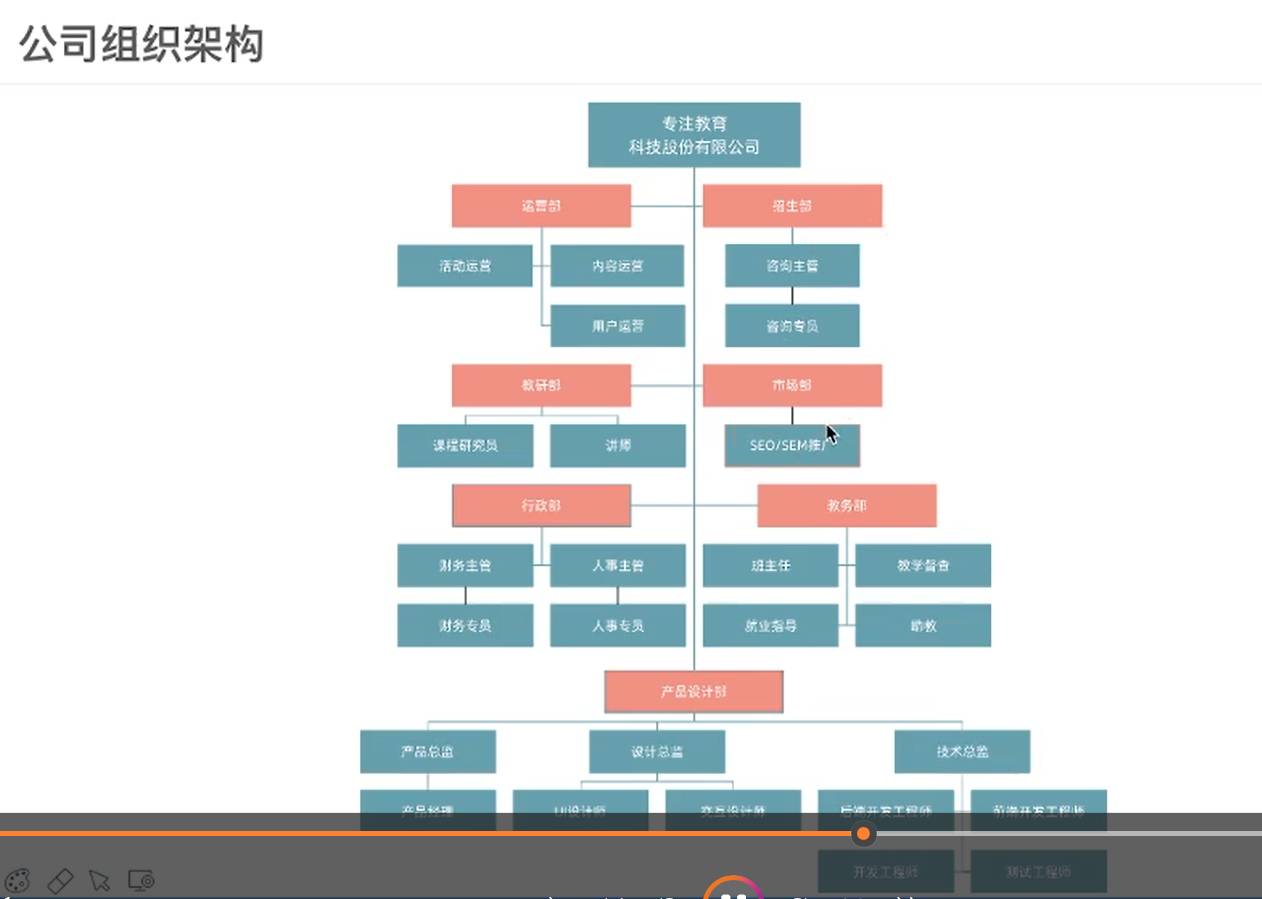 公司组织架构
专注教育
科技股份有限公司
运营部
招生部
活动运营
内容运营
咨询主管
用户运营
咨询专员
教研部
市场部
课程研究员
讲师
SEO/SEM推广
行政部
教务部
财务主管
人事主管
班主任
教学督查
财务专员
人事专员
就业指导
助教
产品设计部
产品总监
设计总监
技术总监
产品经理
UI设计师
交互设计师
后端开发工程师
前端开发工程师
开发工程师
测试工程师